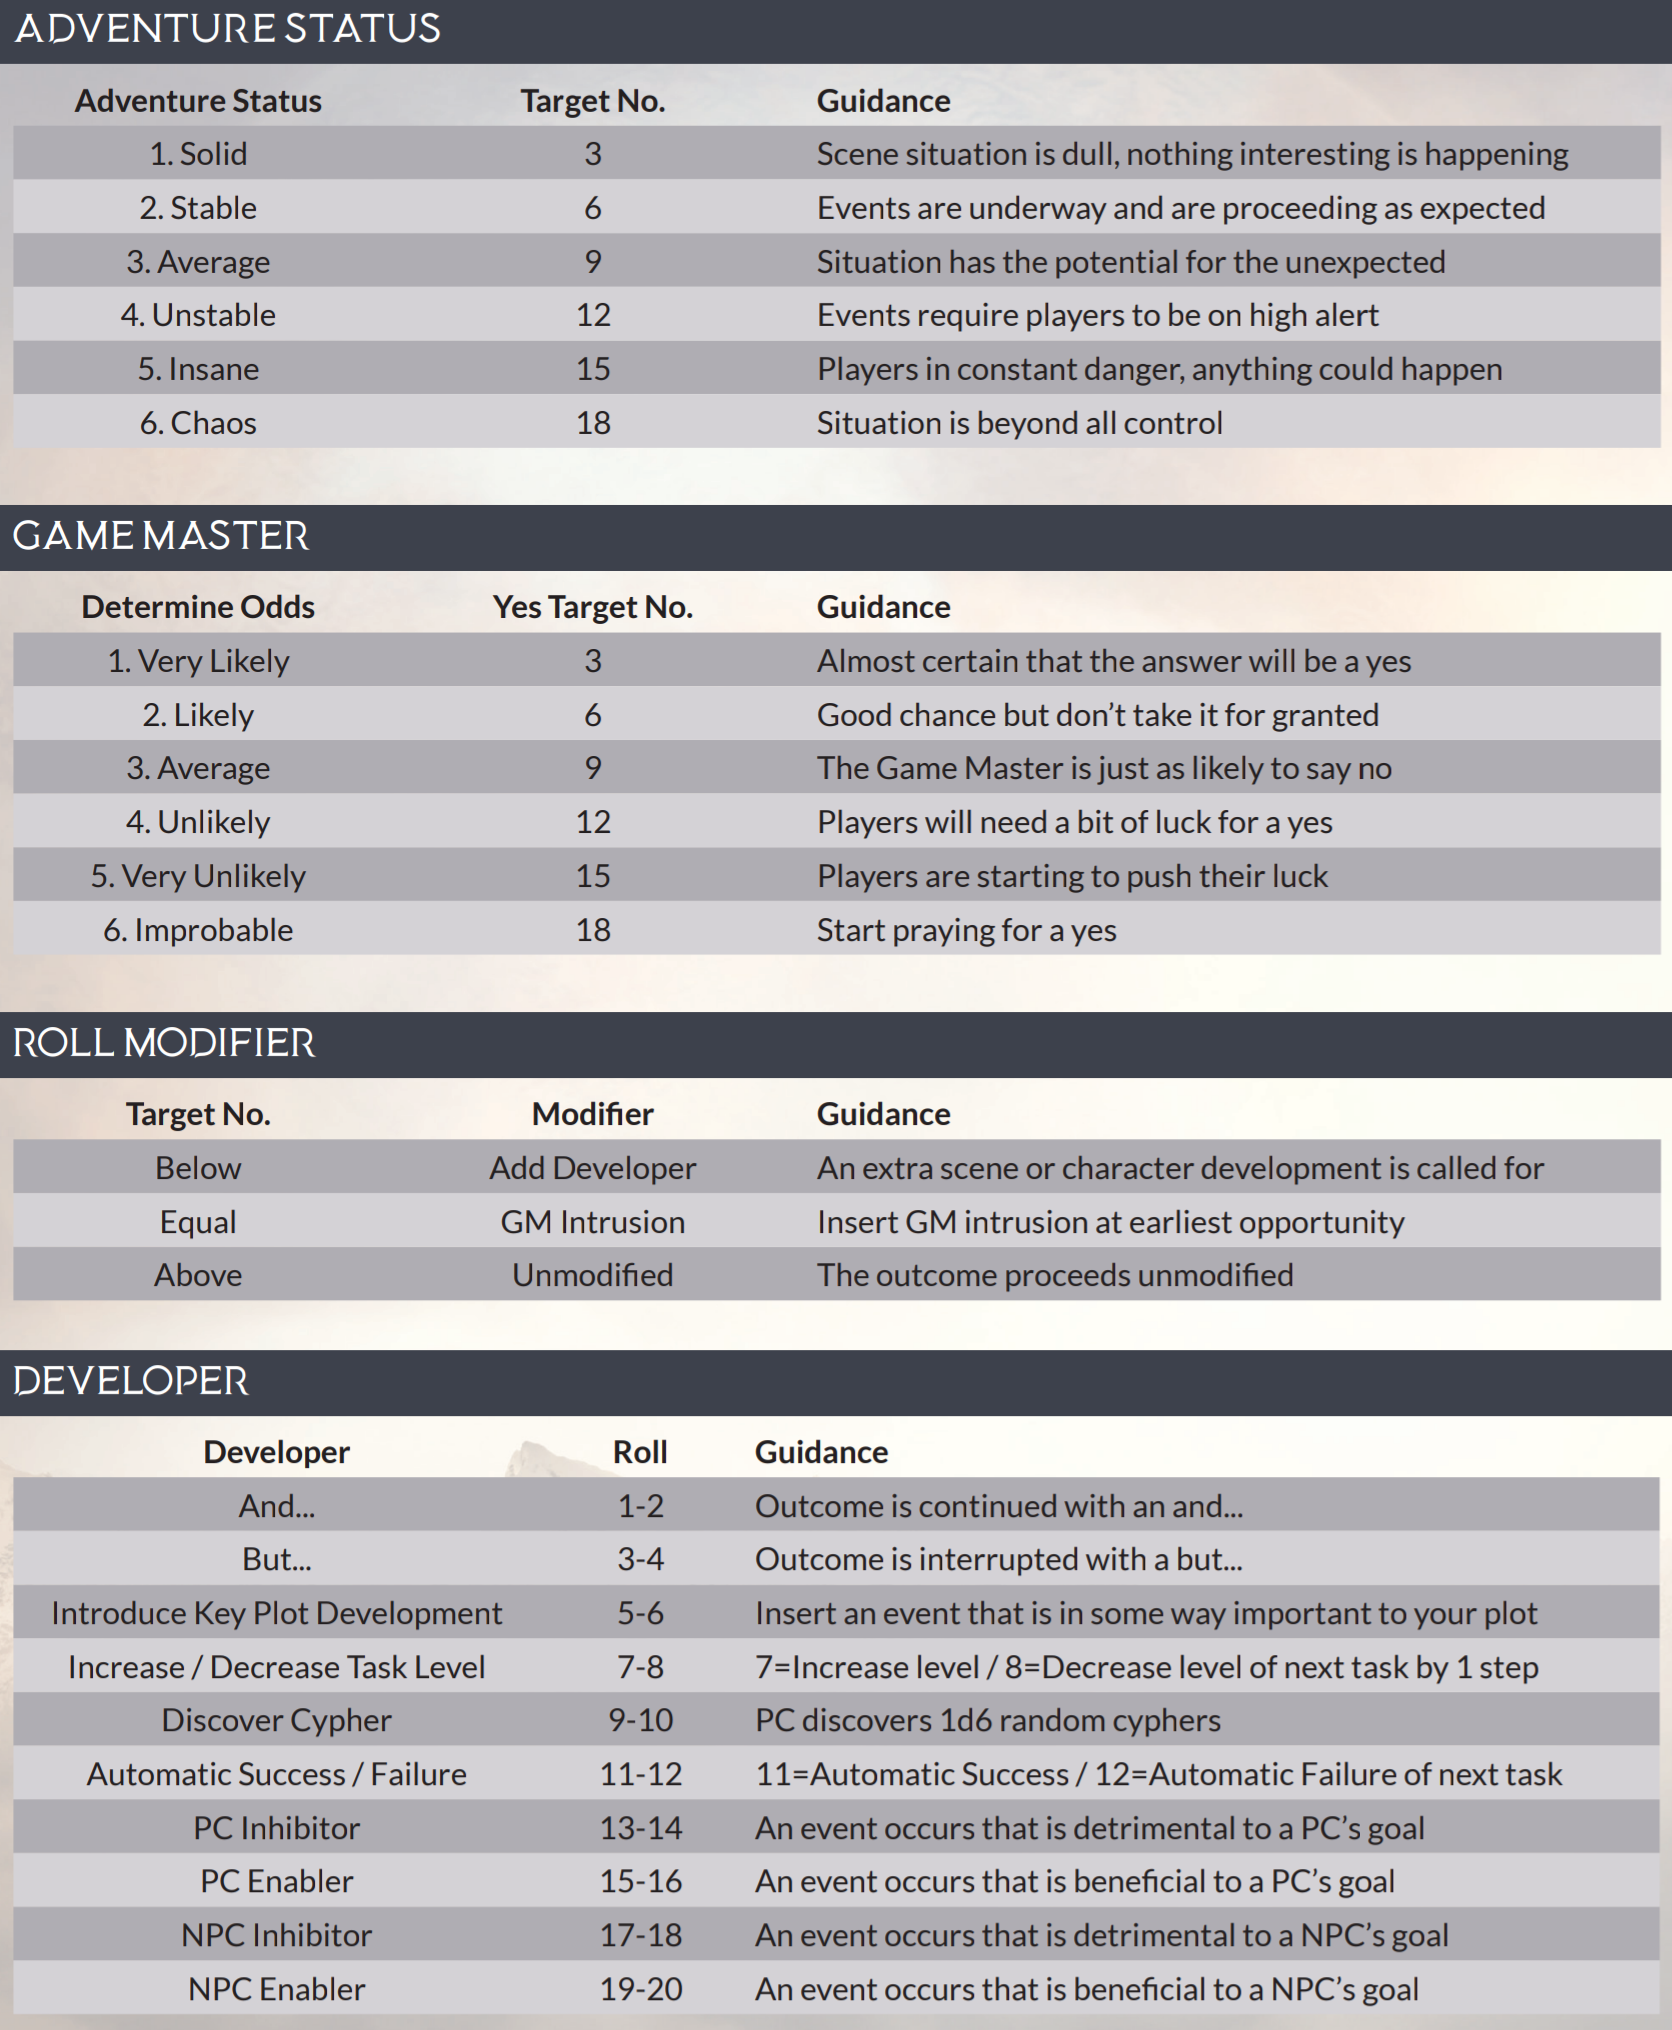 ADVENTURE STATUS
Adventure Status Target No. Guidance
1. Solid 3 Scene situation is dull, nothing interesting is happening
2. Stable 6 Events are underway and are proceeding as expected
3. Average 9 Situation has the potential for the unexpected
4. Unstable 12 Events require players to be on high alert
5. Insane 15 Players in constant danger, anything could happen
6. Chaos 18 Situation is beyond all control
GAME MASTER
Determine Odds Yes Target No. Guidance
1. Very Likely 3 Almost certain that the answer will be a yes
2. Likely 6 Good chance but don’t take it for granted
3. Average 9 The Game Master is just as likely to say no
4. Unlikely 12 Players will need a bit of luck for a yes
5. Very Unlikely 15 Players are starting to push their luck
6. Improbable 18 Start praying for a yes
ROLL MODIFIER
Target No. Modifier Guidance
Below Add Developer An extra scene or character development is called for
Equal GM Intrusion Insert GM intrusion at earliest opportunity
Above Unmodified The outcome proceeds unmodified
DEVELOPER
Developer Roll Guidance
And... 1-2 Outcome is continued with an and...
But... 3-4 Outcome is interrupted with a but...
Introduce Key Plot Development 5-6 Insert an event that is in some way important to your plot
Increase / Decrease Task Level 7-8 7=Increase level / 8=Decrease level of next task by 1 step
Discover Cypher 9-10 PC discovers 1d6 random cyphers
Automatic Success / Failure 11-12 11=Automatic Success / 12=Automatic Failure of next task
PC Inhibitor 13-14 An event occurs that is detrimental to a PC’s goal
PC Enabler 15-16 An event occurs that is beneficial to a PC’s goal
NPC Inhibitor 17-18 An event occurs that is detrimental to a NPC’s goal
NPC Enabler 19-20 An event occurs that is beneficial to a NPC’s goal